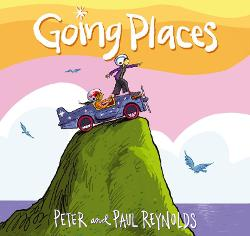 Going Places
PETER and PAUL REYNOLDS